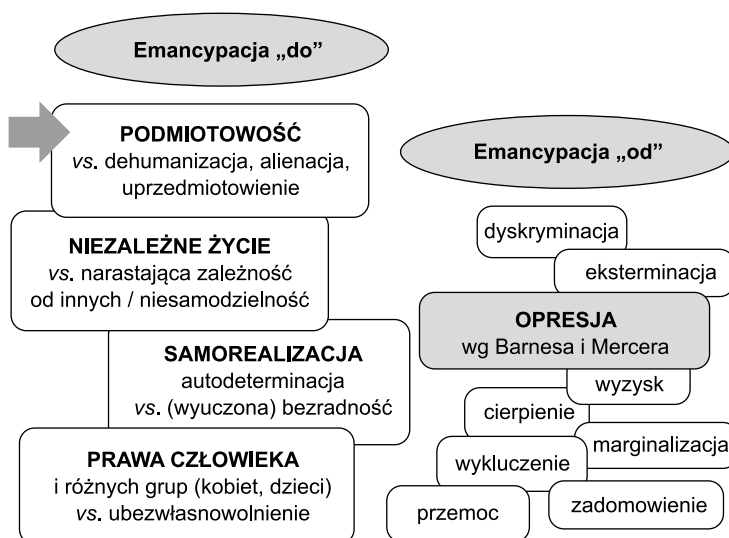 Emancypacja „do”
PODMIOTOWOŚĆ
vs. dehumanizacja, alienacja,
uprzedmiotowienie
NIEZALEŻNE ŻYCIE
vs. narastająca zależność
od innych / niesamodzielność
SAMOREALIZACJA
autodeterminacja
vs. (wyuczona) bezradność
PRAWA CZŁOWIEKA
i różnych grup (kobiet, dzieci)
vs. ubezwłasnowolnienie
Emancypacja „od”
dyskryminacja
eksterminacja
OPRESJA
wg Barnesa i Mercera
wyzysk
cierpienie
marginalizacja
wykluczenie
zadomowienie
przemoc